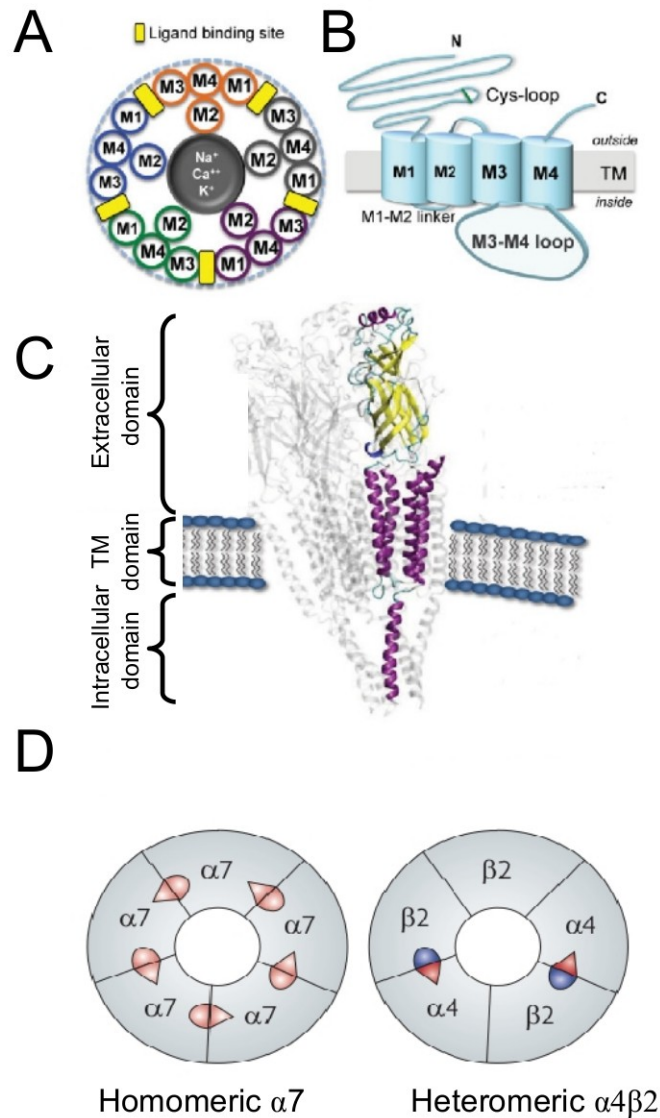 A
Ligand binding site
M3
M4
M1
M2
M1
M4
M3
M2
M3
M4
M1
M2
M1
M4
M3
M2
M2
M3
M4
M1
Na⁺
Ca⁺⁺
K⁺
B
N
Cys-loop
C
outside
M1
M2
M3
M4
TM
inside
M1-M2 linker
M3-M4 loop
C
Extracellular
domain
TM
domain
Intracellular
domain
D
α7
α7
α7
α7
α7
Homomeric α7
β2
β2
α4
α4
β2
Heteromeric α4β2